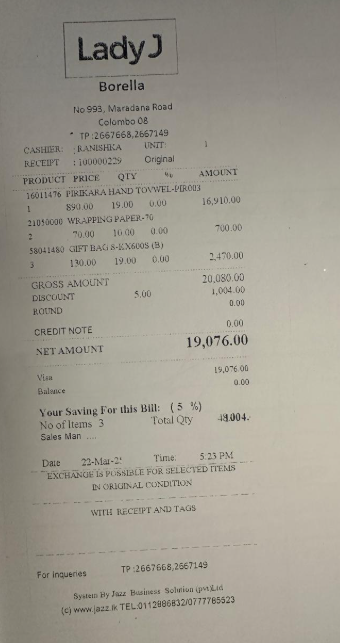 Lady J
Borella
No 993, Maradana Road
Colombo 08
* TP :2667668,2667149
CASHIER: : RANISHKA UNIT: 1
RECEIPT : 100000229 Original
PRODUCT PRICE QTY % AMOUNT
16011476 PIRIKARA HAND TOVWEL-PIR003
1 890.00 19.00 0.00 16,910.00
21050000 WRAPPING PAPER-70
2 70.00 10.00 0.00 700.00
58041480 GIFT BAG 8-KX600S (B)
3 130.00 19.00 0.00 2,470.00
GROSS AMOUNT 20,080.00
DISCOUNT 5.00 1,004.00
ROUND 0.00
CREDIT NOTE 0.00
NET AMOUNT 19,076.00
Visa 19,076.00
Balance 0.00
Your Saving For this Bill: ( 5 %)
No of Items 3 Total Qty
Sales Man ....
Date 22-Mar-2 Time: 5:23 PM
EXCHANGE IS POSSIBLE FOR SELECTED ITEMS
IN ORIGINAL CONDITION
WITH RECEIPT AND TAGS
For Inqueries TP :2667668,2667149
System By Jazz Business Solution (pvt)Ltd
(c) www.jazz.lk TEL:0112886832/0777785523